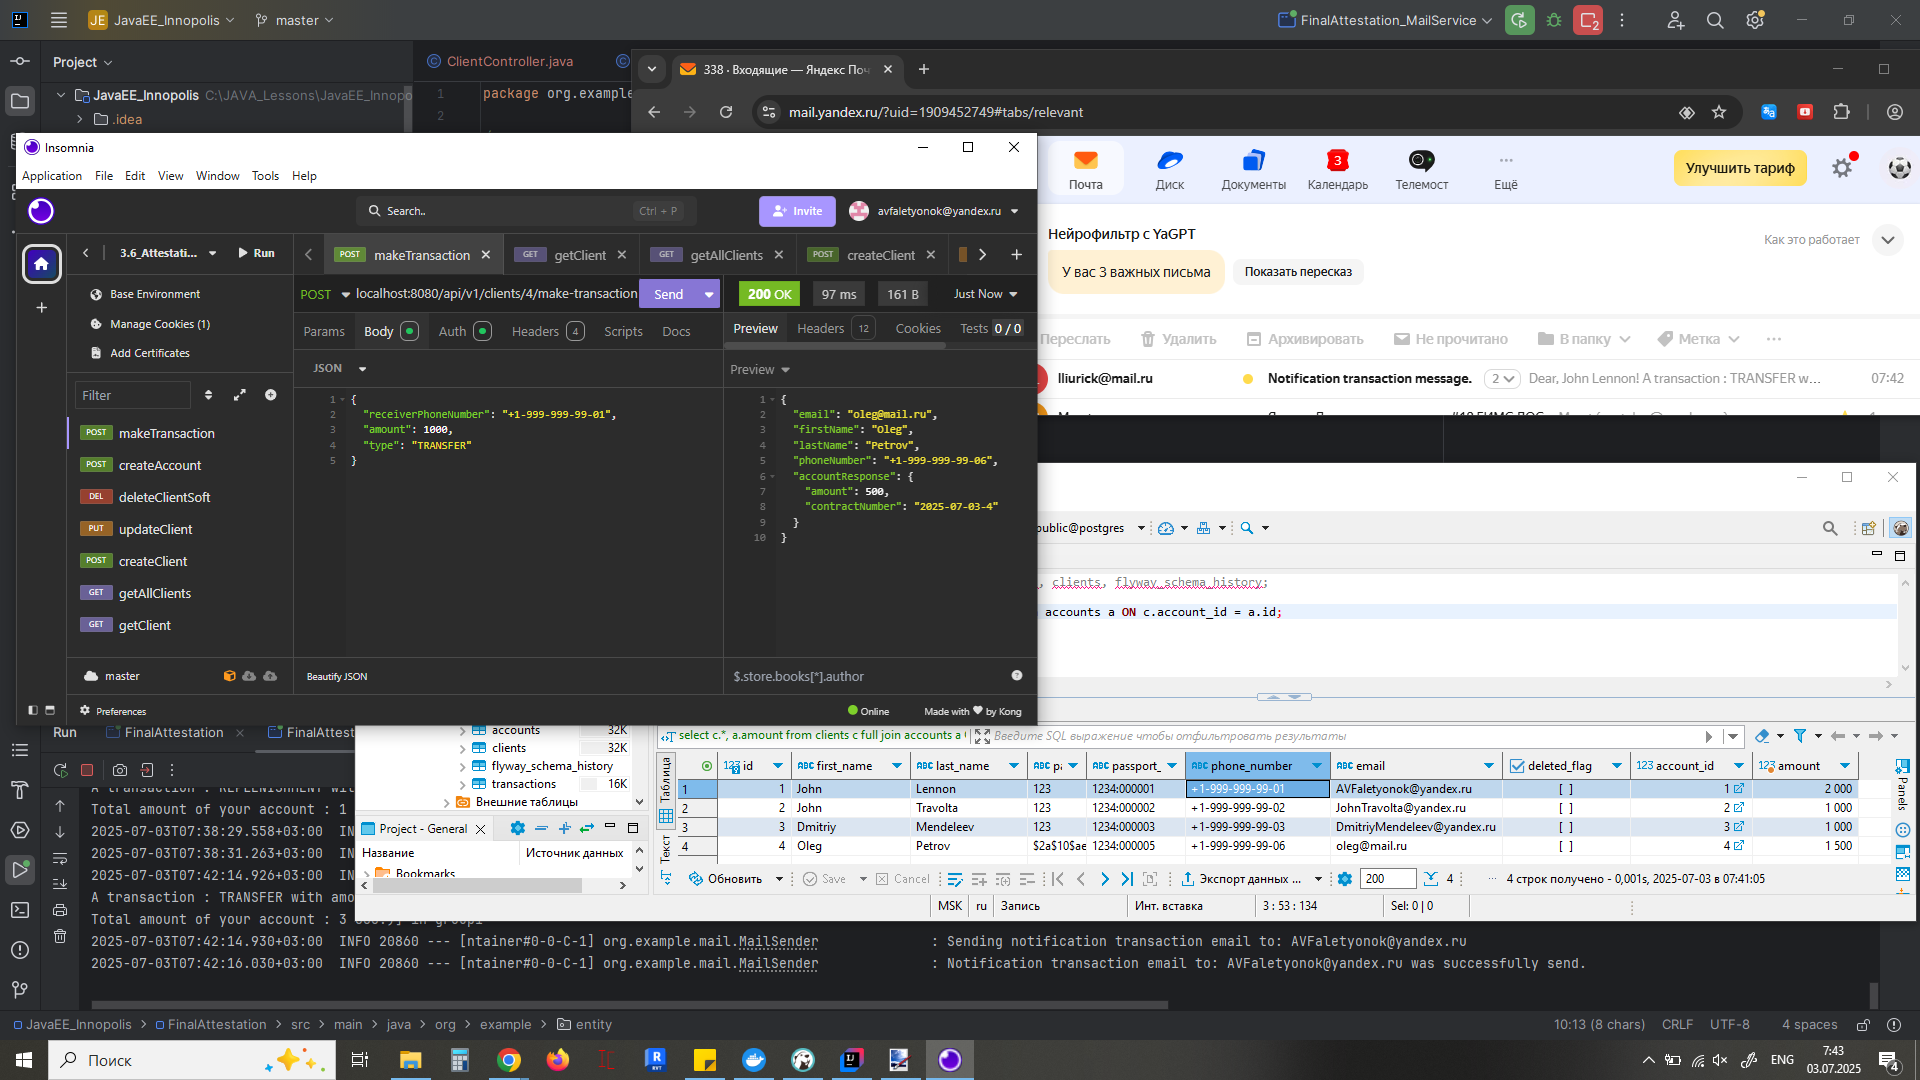 JE JavaEE_Innopolis master FinalAttestation_MailService 2
Project
ClientController.java
338 · Входящие — Яндекс Поч
JavaEE_Innopolis C:\JAVA_Lessons\JavaEE_Innopo
.idea
1 package org.example
2
mail.yandex.ru/?uid=1909452749#tabs/relevant
Insomnia
Application File Edit View Window Tools Help
Search.. Ctrl + P Invite avfaletyonok@yandex.ru
3.6_Attestati... Run
POST makeTransaction GET getClient GET getAllClients POST createClient
Base Environment
Manage Cookies (1)
Add Certificates
Filter
POST makeTransaction
POST createAccount
DEL deleteClientSoft
PUT updateClient
POST createClient
GET getAllClients
GET getClient
master
Preferences
POST localhost:8080/api/v1/clients/4/make-transaction Send
Params Body Auth Headers 4 Scripts Docs
JSON
1 {
2 "receiverPhoneNumber": "+1-999-999-99-01",
3 "amount": 1000,
4 "type": "TRANSFER"
5 }
Beautify JSON
200 OK 97 ms 161 B Just Now
Preview Headers 12 Cookies Tests 0 / 0
Preview
1 {
2 "email": "oleg@mail.ru",
3 "firstName": "Oleg",
4 "lastName": "Petrov",
5 "phoneNumber": "+1-999-999-99-06",
6 "accountResponse": {
7 "amount": 500,
8 "contractNumber": "2025-07-03-4"
9 }
10 }
$.store.books[*].author
Online Made with by Kong
Почта Диск Документы 3 Календарь Телемост Ещё
Улучшить тариф
Нейрофильтр с YaGPT
Как это работает
У вас 3 важных письма Показать пересказ
Переслать Удалить Архивировать Не прочитано В папку Метка
lliurick@mail.ru Notification transaction message. 2 Dear, John Lennon! A transaction : TRANSFER w... 07:42
public@postgres
, clients, flyway_schema_history;
accounts a ON c.account_id = a.id;
accounts 32K
clients 32K
flyway_schema_history
transactions 16K
Внешние таблицы
Project - General
Название Источник данных
Bookmarks
select c.*, a.amount from clients c full join accounts a Введите SQL выражение чтобы отфильтровать результаты
Таблица
Текст
Panels
123 id ABC first_name ABC last_name ABC pa ABC passport_ ABC phone_number ABC email deleted_flag 123 account_id 123 amount
1 1 John Lennon 123 1234:000001 +1-999-999-99-01 AVFaletyonok@yandex.ru [ ] 1 2 000
2 2 John Travolta 123 1234:000002 +1-999-999-99-02 JohnTravolta@yandex.ru [ ] 2 1 000
3 3 Dmitriy Mendeleev 123 1234:000003 +1-999-999-99-03 DmitriyMendeleev@yandex.ru [ ] 3 1 000
4 4 Oleg Petrov $2a$10$ae 1234:000005 +1-999-999-99-06 oleg@mail.ru [ ] 4 1 500
Обновить Save Cancel Экспорт данных ... 200 4 4 строк получено - 0,001s, 2025-07-03 в 07:41:05
MSK ru Запись Инт. вставка 3 : 53 : 134 Sel: 0 | 0
Run FinalAttestation FinalAttest
Total amount of your account : 1
2025-07-03T07:38:29.558+03:00 IN
2025-07-03T07:38:31.263+03:00 IN
2025-07-03T07:42:14.926+03:00 IN
A transaction : TRANSFER with amo
Total amount of your account : 3
2025-07-03T07:42:14.930+03:00 INFO 20860 --- [ntainer#0-0-C-1] org.example.mail.MailSender : Sending notification transaction email to: AVFaletyonok@yandex.ru
2025-07-03T07:42:16.030+03:00 INFO 20860 --- [ntainer#0-0-C-1] org.example.mail.MailSender : Notification transaction email to: AVFaletyonok@yandex.ru was successfully send.
JavaEE_Innopolis FinalAttestation src main java org example entity
10:13 (8 chars) CRLF UTF-8 4 spaces
Поиск
ENG
7:43
03.07.2025
4